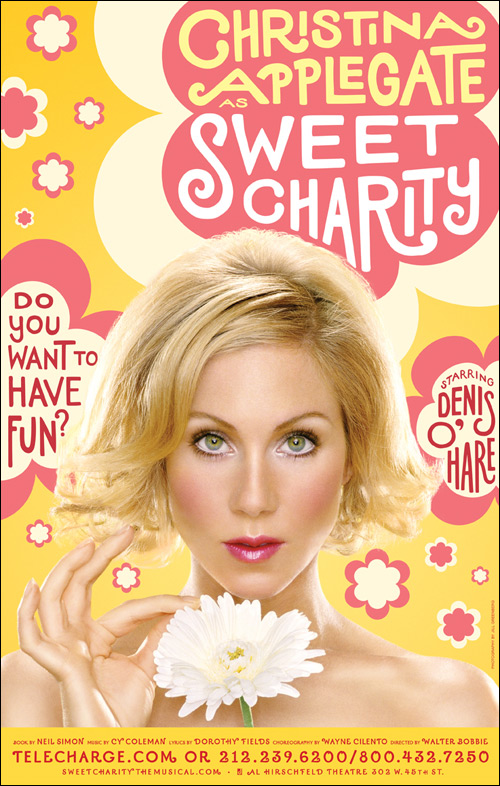 CHRISTINA
APPLEGATE
AS
SWEET
CHARITY
DO
YOU
WANT TO
HAVE
FUN?
STARRING
DENIS
O'
HARE
BOOK BY NEIL SIMON MUSIC BY CY COLEMAN LYRICS BY DOROTHY FIELDS CHOREOGRAPHY BY WAYNE CILENTO DIRECTED BY WALTER BOBBIE
TELECHARGE.COM OR 212.239.6200/800.432.7250
SWEETCHARITYTHEMUSICAL.COM • AL HIRSCHFELD THEATRE 302 W. 45TH ST.